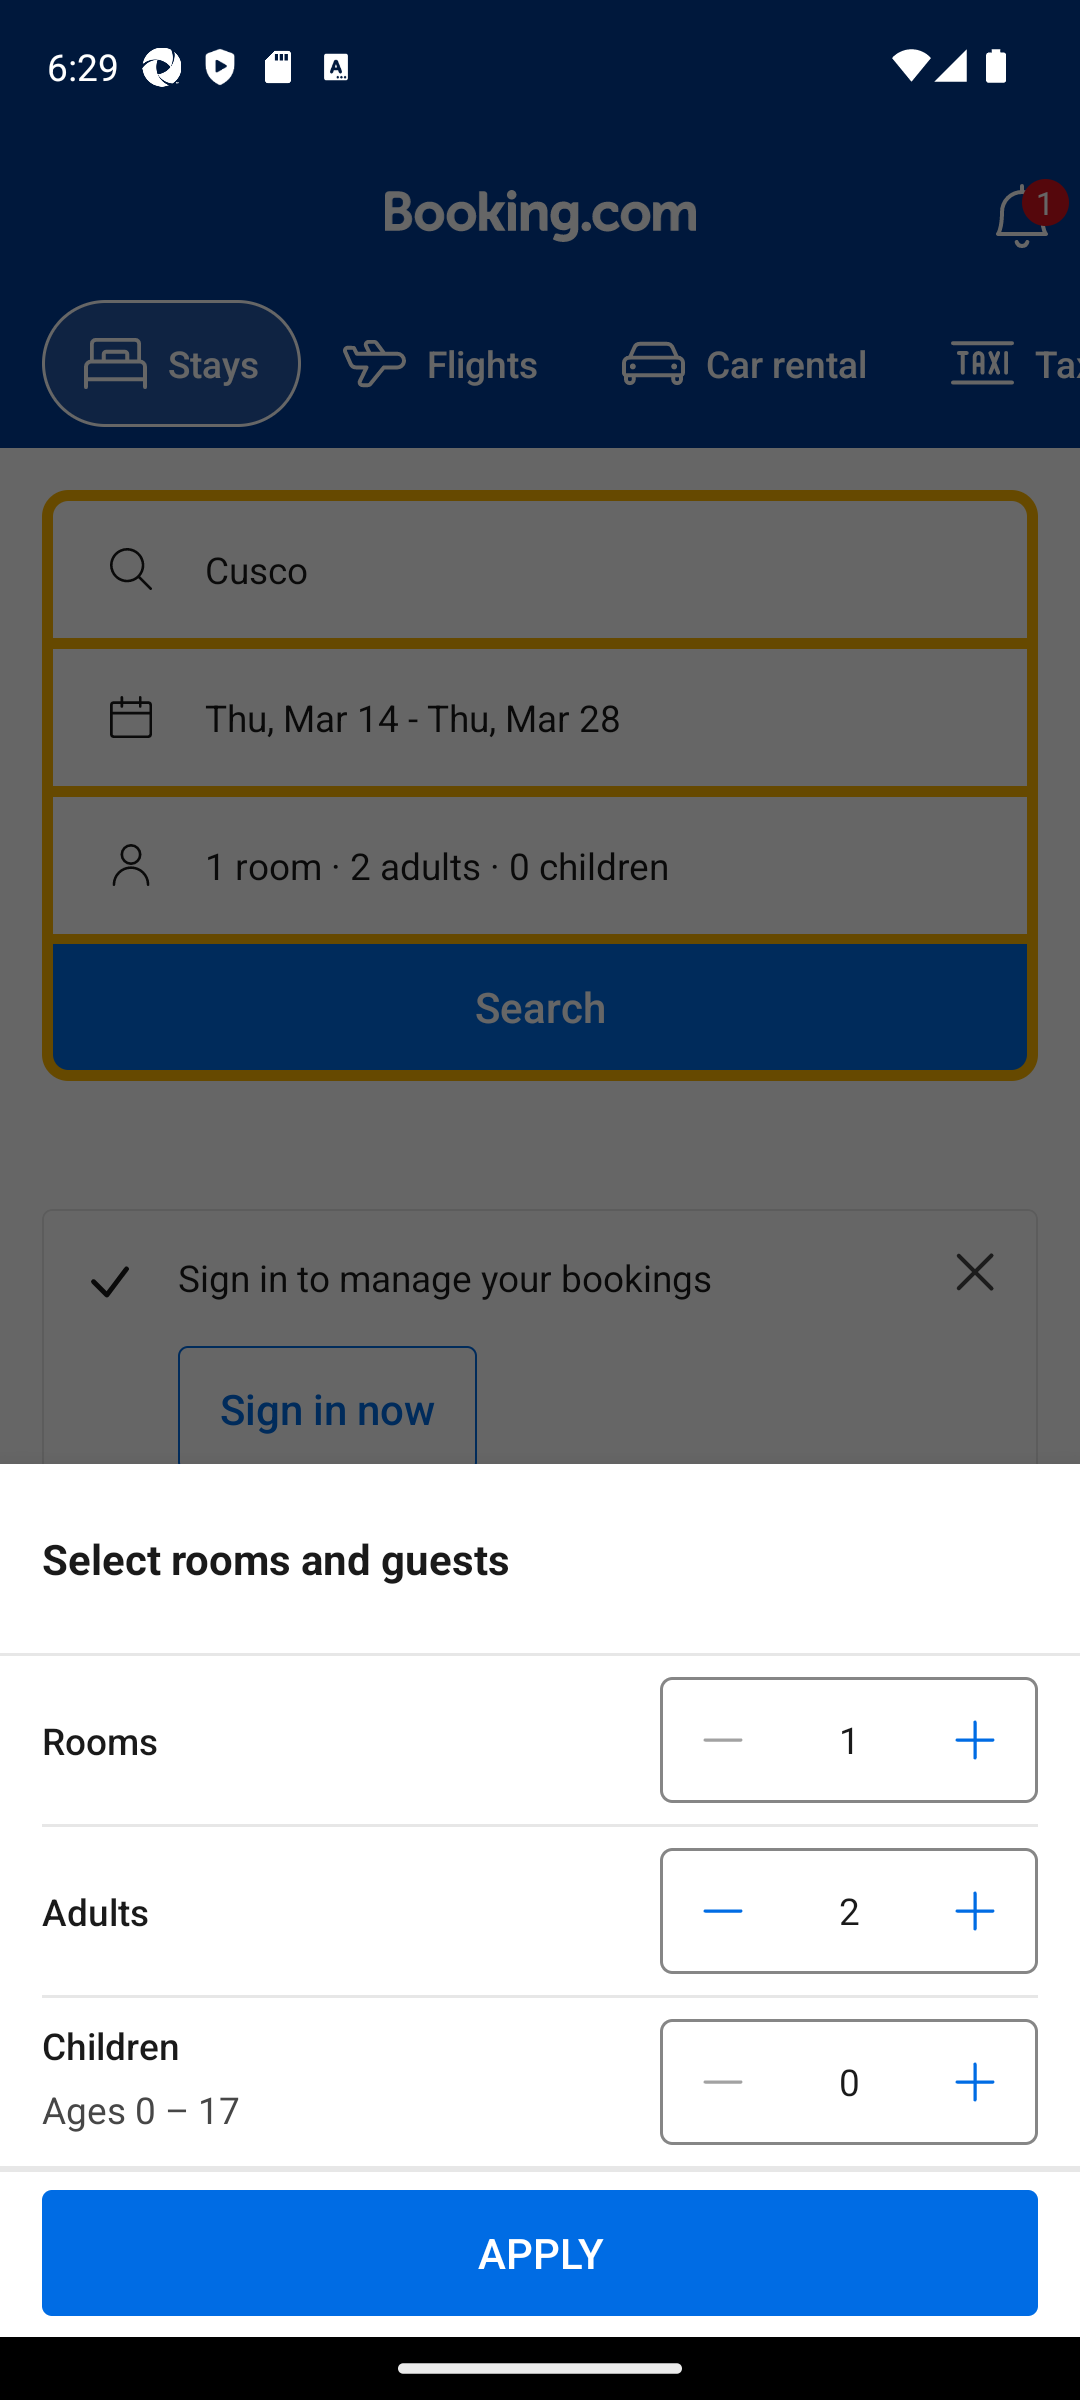 6:29
Booking.com
1
Stays
Flights
Car rental
TAXI
Cusco
Thu, Mar 14 - Thu, Mar 28
1 room · 2 adults · 0 children
Search
Sign in to manage your bookings
Sign in now
Select rooms and guests
Rooms
1
Adults
2
Children
0
Ages 0 – 17
APPLY